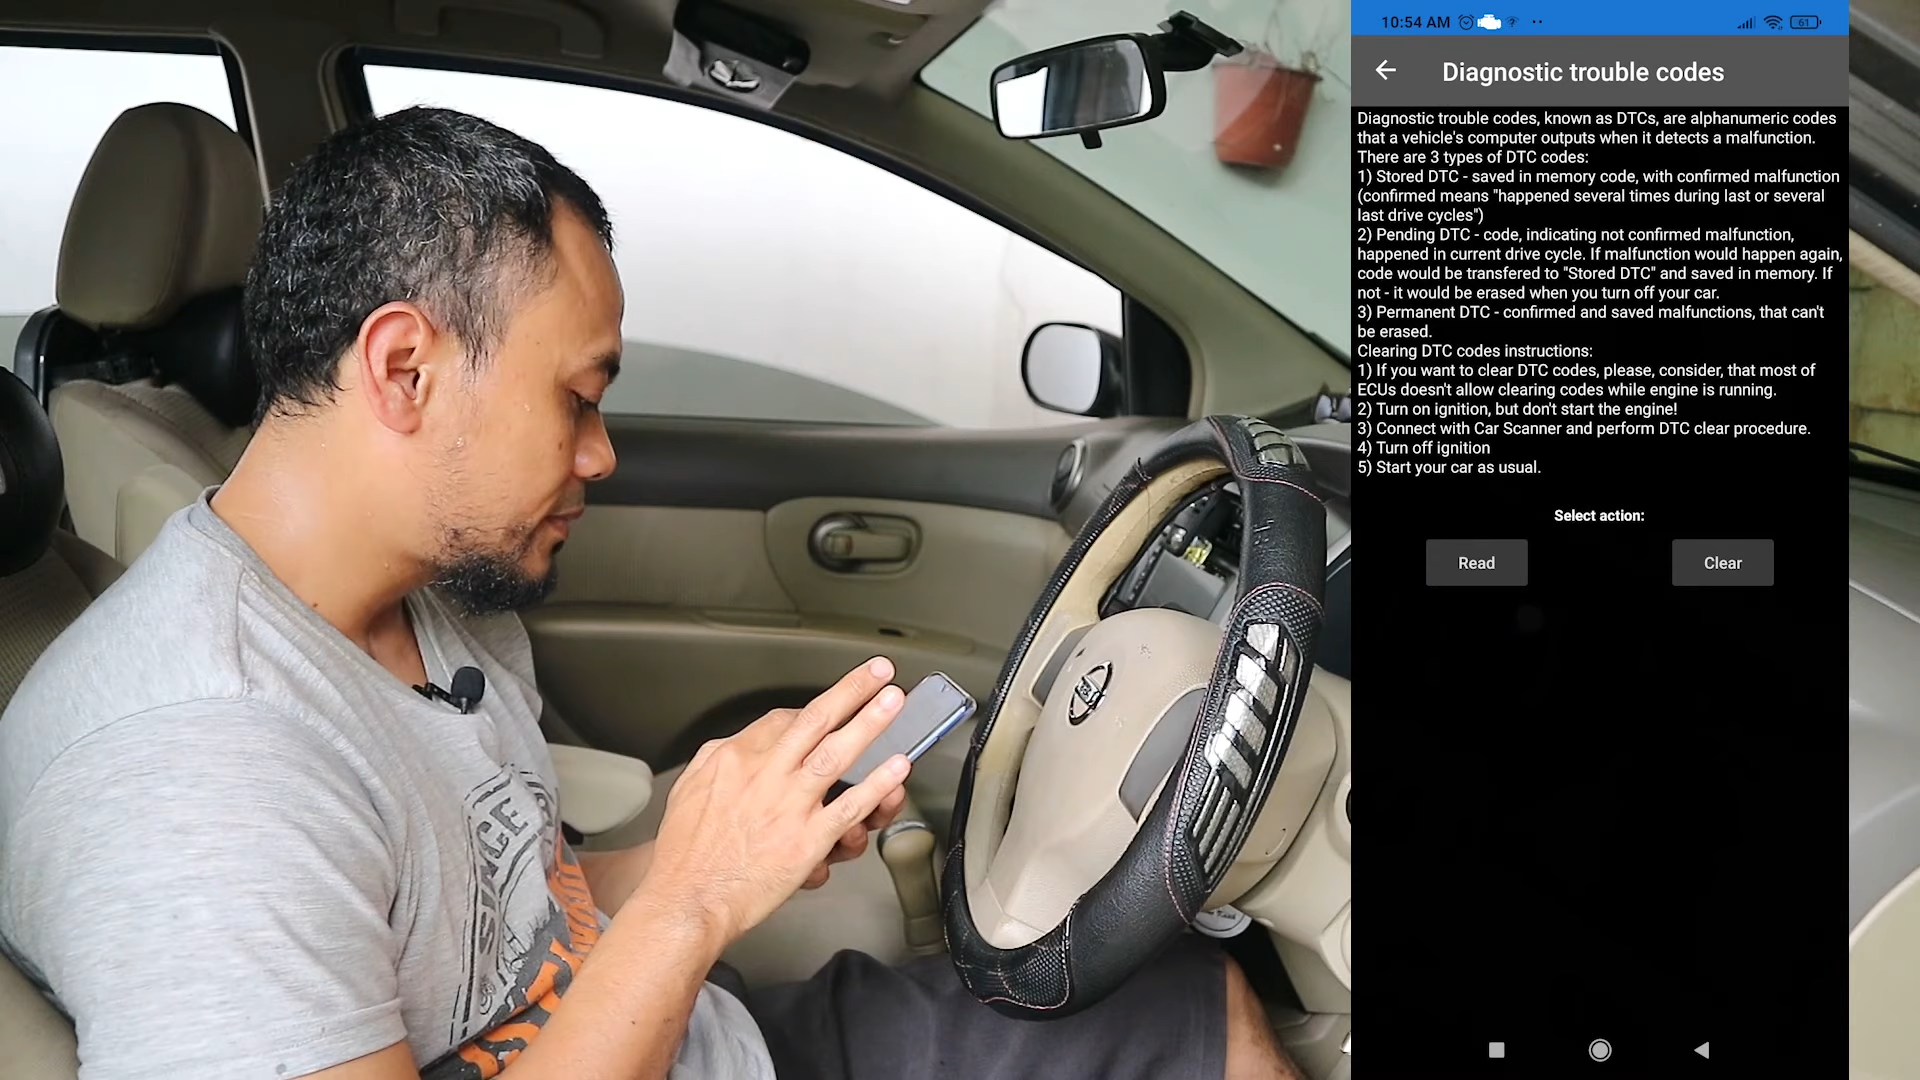 10:54 AM
61
Diagnostic trouble codes
Diagnostic trouble codes, known as DTCs, are alphanumeric codes
that a vehicle's computer outputs when it detects a malfunction.
There are 3 types of DTC codes:
1) Stored DTC - saved in memory code, with confirmed malfunction
(confirmed means "happened several times during last or several
last drive cycles")
2) Pending DTC - code, indicating not confirmed malfunction,
happened in current drive cycle. If malfunction would happen again,
code would be transfered to "Stored DTC" and saved in memory. If
not - it would be erased when you turn off your car.
3) Permanent DTC - confirmed and saved malfunctions, that can't
be erased.
Clearing DTC codes instructions:
1) If you want to clear DTC codes, please, consider, that most of
ECUs doesn't allow clearing codes while engine is running.
2) Turn on ignition, but don't start the engine!
3) Connect with Car Scanner and perform DTC clear procedure.
4) Turn off ignition
5) Start your car as usual.
Select action:
Read
Clear
SINCE